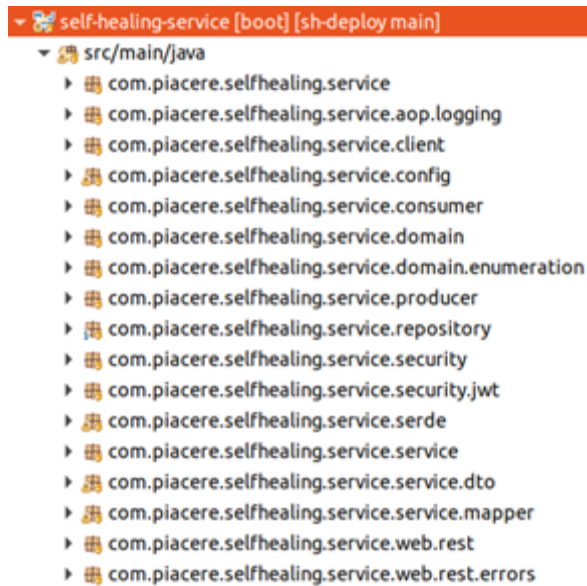 self-healing-service [boot] [sh-deploy main]
src/main/java
com.piacere.selfhealing.service
com.piacere.selfhealing.service.aop.logging
com.piacere.selfhealing.service.client
com.piacere.selfhealing.service.config
com.piacere.selfhealing.service.consumer
com.piacere.selfhealing.service.domain
com.piacere.selfhealing.service.domain.enumeration
com.piacere.selfhealing.service.producer
com.piacere.selfhealing.service.repository
com.piacere.selfhealing.service.security
com.piacere.selfhealing.service.security.jwt
com.piacere.selfhealing.service.serde
com.piacere.selfhealing.service.service
com.piacere.selfhealing.service.service.dto
com.piacere.selfhealing.service.service.mapper
com.piacere.selfhealing.service.web.rest
com.piacere.selfhealing.service.web.rest.errors